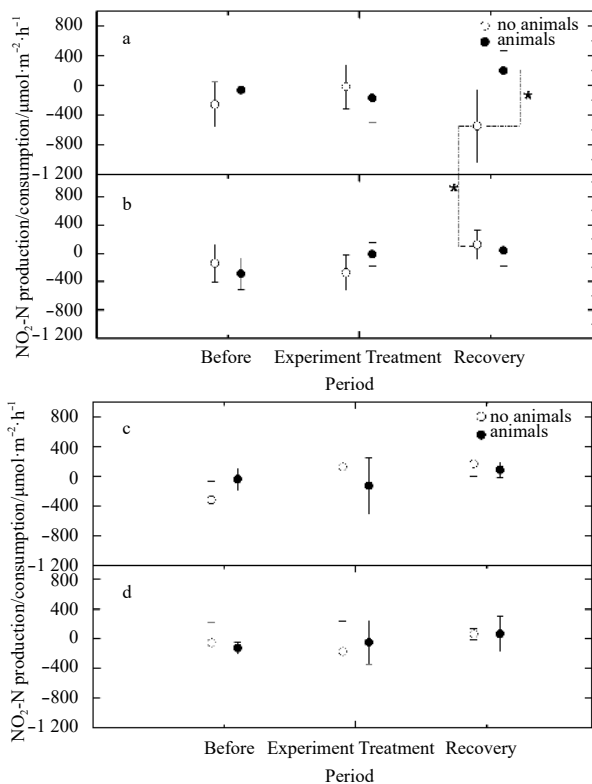 800
400
0
−400
−800
−1 200
a
no animals
animals
*
800
400
0
−400
−800
−1 200
b
*
NO₂-N production/consumption/μmol·m⁻²·h⁻¹
Before
Experiment Treatment
Recovery
Period
800
400
0
−400
−800
−1 200
c
no animals
animals
800
400
0
−400
−800
−1 200
d
NO₂-N production/consumption/μmol·m⁻²·h⁻¹
Before
Experiment Treatment
Recovery
Period